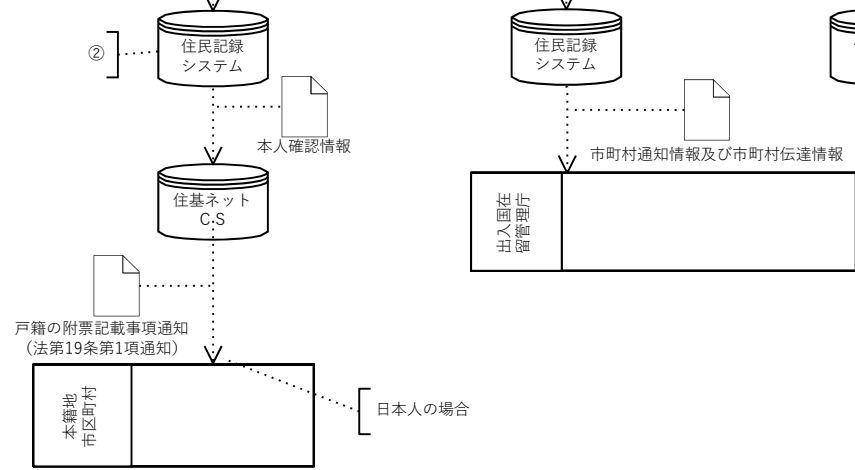 ②
住民記録
システム
住民記録
システム
本人確認情報
市町村通知情報及び市町村伝達情報
住基ネット
CS
出入国在
留管理庁
戸籍の附票記載事項通知
（法第19条第1項通知）
本籍地
市区町村
日本人の場合